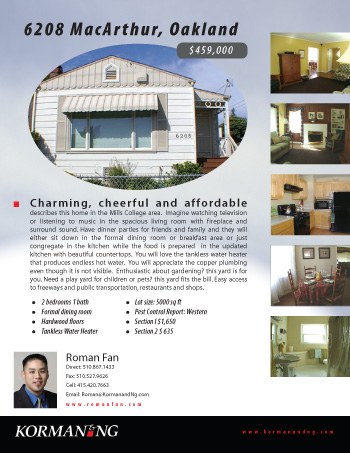 6208 MacArthur, Oakland
$459,000
6208
Charming, cheerful and affordable
describes this home in the Mills College area. Imagine watching television
or listening to music in the spacious living room with fireplace and
surround sound. Have dinner parties for friends and family and they will
either sit down in the formal dining room or breakfast area or just
congregate in the kitchen while the food is prepared in the updated
kitchen with beautiful countertops. You will love the tankless water heater
that produces endless hot water. You will appreciate the copper plumbing
even though it is not visible. Enthusiastic about gardening? this yard is for
you. Need a play yard for children or pets? this yard fits the bill. Easy access
to freeways and public transportation, restaurants and shops.
• 2 bedrooms 1 bath
• Formal dining room
• Hardwood floors
• Tankless Water Heater
• Lot size: 5000 sq ft
• Pest Control Report: Western
• Section I $1,650
• Section 2 $ 635
Roman Fan
Direct: 510.867.1433
Fax: 510.527.9626
Cell: 415.420.7663
Email: Roman@KormanandNg.com
www.romanfan.com
KORMAN & NG
www.kormanandng.com